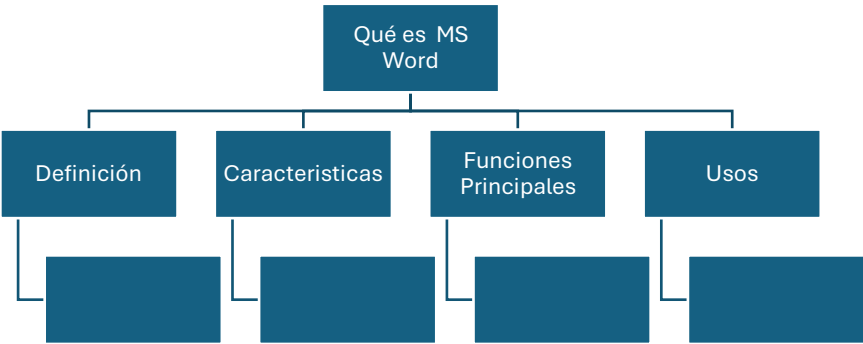 Qué es MS
Word
Definición
Caracteristicas
Funciones
Principales
Usos